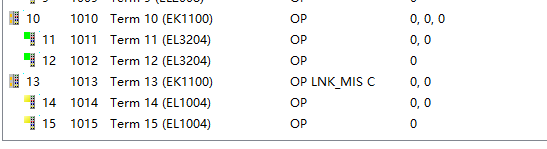 10 1010 Term 10 (EK1100) OP 0, 0, 0
11 1011 Term 11 (EL3204) OP 0, 0
12 1012 Term 12 (EL3204) OP 0
13 1013 Term 13 (EK1100) OP LNK_MIS C 0, 0
14 1014 Term 14 (EL1004) OP 0, 0
15 1015 Term 15 (EL1004) OP 0